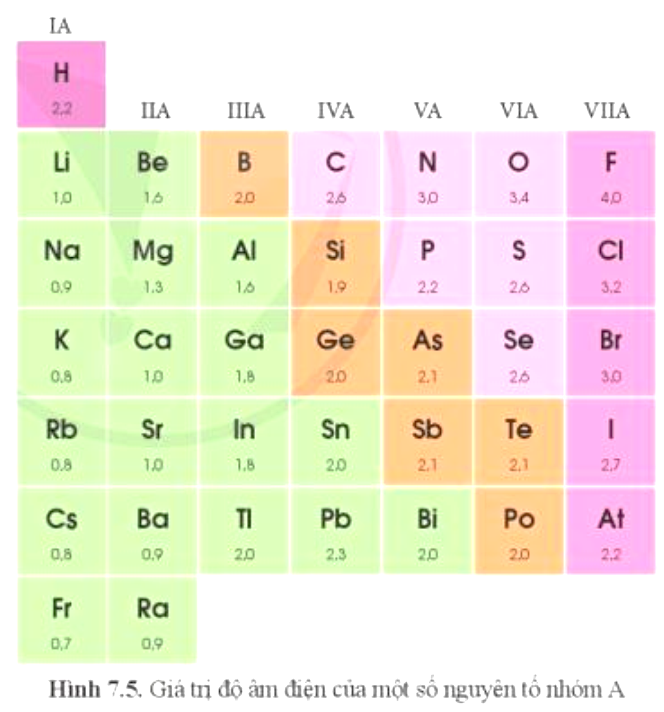 IA
H
2,2
IIA IIIA IVA VA VIA VIIA
Li Be B C N O F
1,0 1,6 2,0 2,6 3,0 3,4 4,0
Na Mg Al Si P S Cl
0,9 1,3 1,6 1,9 2,2 2,6 3,2
K Ca Ga Ge As Se Br
0,8 1,0 1,8 2,0 2,1 2,6 3,0
Rb Sr In Sn Sb Te I
0,8 1,0 1,8 2,0 2,1 2,1 2,7
Cs Ba Tl Pb Bi Po At
0,8 0,9 2,0 2,3 2,0 2,0 2,2
Fr Ra
0,7 0,9
Hình 7.5. Giá trị độ âm điện của một số nguyên tố nhóm A